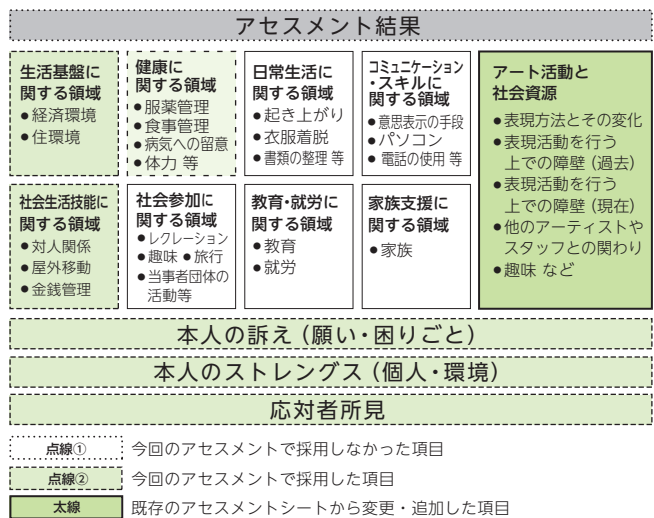 アセスメント結果
生活基盤に
関する領域
●経済環境
●住環境
健康に
関する領域
●服薬管理
●食事管理
●病気への留意
●体力 等
日常生活に
関する領域
●起き上がり
●衣服着脱
●書類の整理 等
コミュニケーション
・スキルに
関する領域
●意思表示の手段
●パソコン
●電話の使用 等
アート活動と
社会資源
●表現方法とその変化
●表現活動を行う
上での障壁（過去）
●表現活動を行う
上での障壁（現在）
●他のアーティストや
スタッフとの関わり
●趣味 など
社会生活技能に
関する領域
●対人関係
●屋外移動
●金銭管理
社会参加に
関する領域
●レクレーション
●趣味 ●旅行
●当事者団体の
活動等
教育・就労に
関する領域
●教育
●就労
家族支援に
関する領域
●家族
本人の訴え（願い・困りごと）
本人のストレングス（個人・環境）
応対者所見
点線① 今回のアセスメントで採用しなかった項目
点線② 今回のアセスメントで採用した項目
太線 既存のアセスメントシートから変更・追加した項目